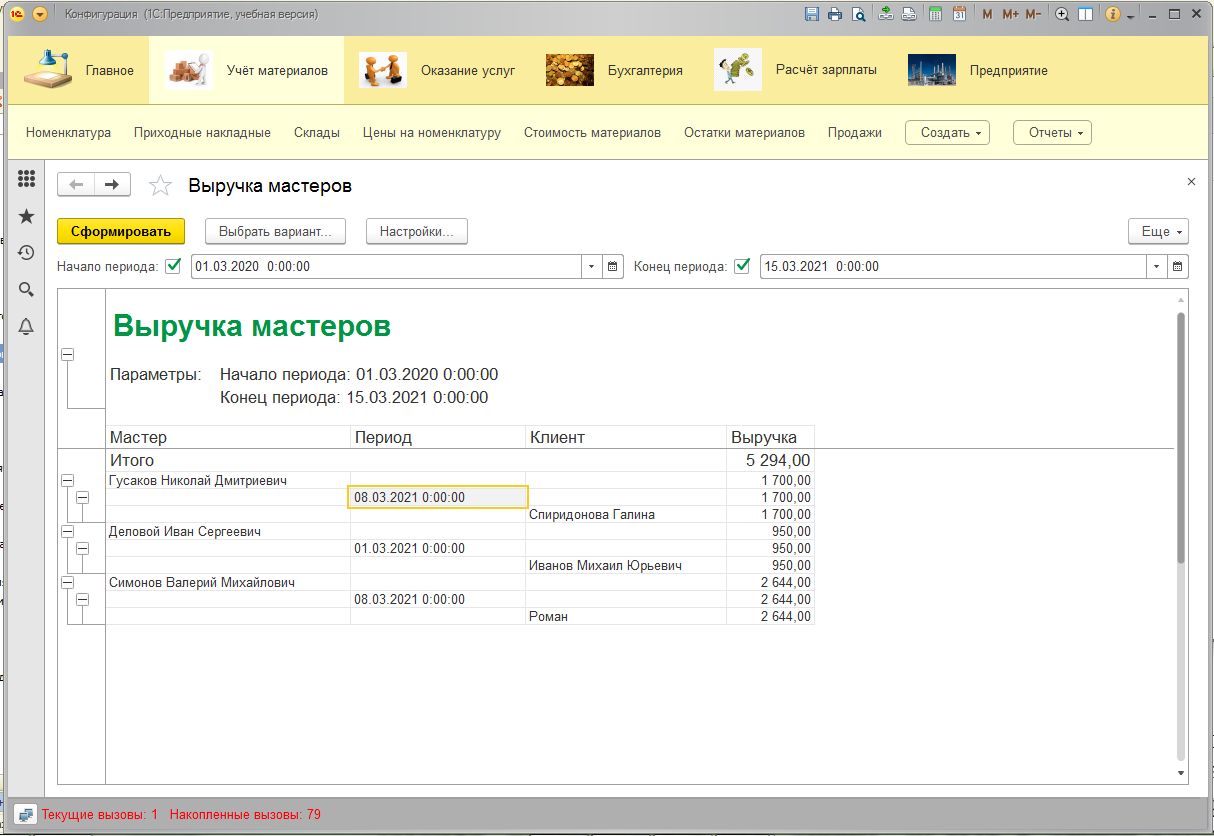 Конфигурация (1С:Предприятие, учебная версия)
M M+ M-
Главное Учёт материалов Оказание услуг Бухгалтерия Расчёт зарплаты Предприятие
Номенклатура Приходные накладные Склады Цены на номенклатуру Стоимость материалов Остатки материалов Продажи Создать Отчеты
Выручка мастеров
Сформировать Выбрать вариант... Настройки... Еще
Начало периода: 01.03.2020 0:00:00 Конец периода: 15.03.2021 0:00:00
Выручка мастеров
Параметры: Начало периода: 01.03.2020 0:00:00
Конец периода: 15.03.2021 0:00:00
Мастер Период Клиент Выручка
Итого 5 294,00
Гусаков Николай Дмитриевич 1 700,00
08.03.2021 0:00:00 1 700,00
Спиридонова Галина 1 700,00
Деловой Иван Сергеевич 950,00
01.03.2021 0:00:00 950,00
Иванов Михаил Юрьевич 950,00
Симонов Валерий Михайлович 2 644,00
08.03.2021 0:00:00 2 644,00
Роман 2 644,00
Текущие вызовы: 1 Накопленные вызовы: 79